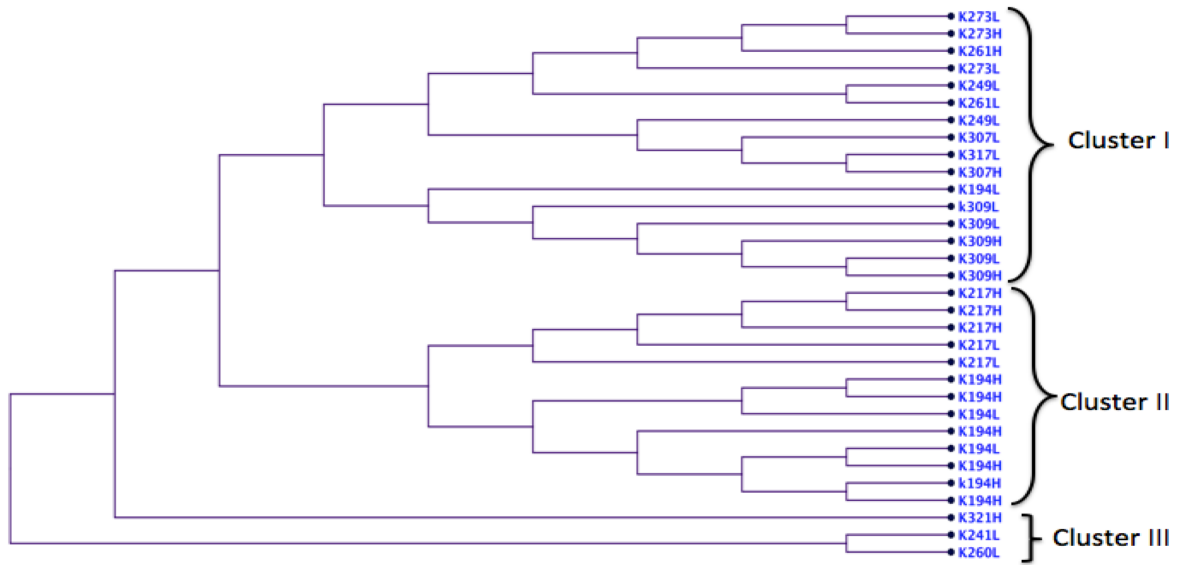 K273L
K273H
K261H
K273L
K249L
K261L
K249L
K307L
K317L
K307H
K194L
k309L
K309L
K309H
K309L
K309H
Cluster I
K217H
K217H
K217H
K217L
K217L
K194H
K194H
K194L
K194H
K194L
K194H
k194H
K194H
Cluster II
K321H
K241L
K260L
Cluster III